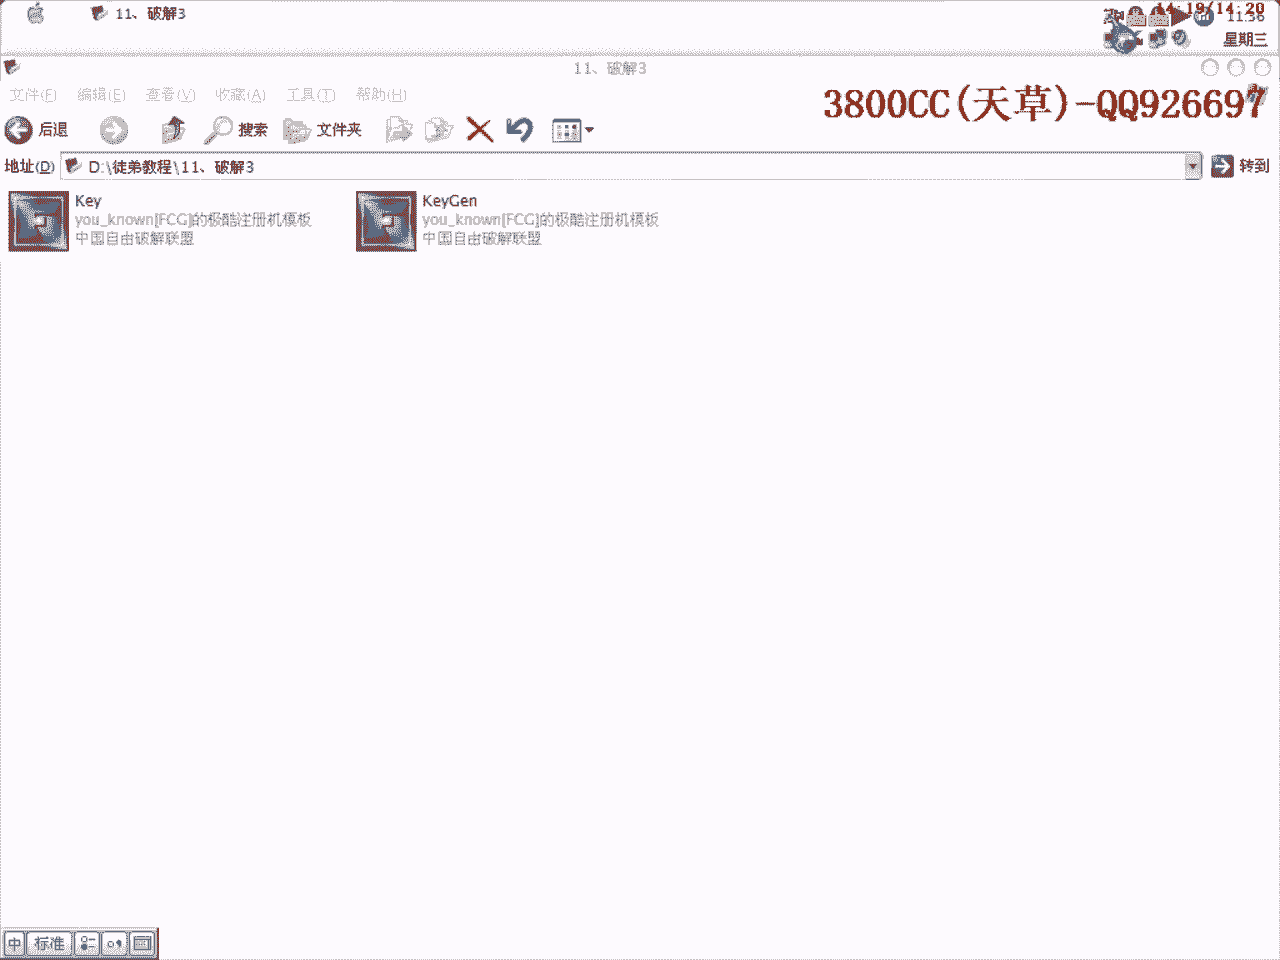 11、破解3
14:19/14:20
11:36
星期三
11、破解3
文件(F) 编辑(E) 查看(V) 收藏(A) 工具(T) 帮助(H)
3800CC(天草)-QQ926697
后退 搜索 文件夹
地址(D) D:\徒弟教程\11、破解3 转到
Key
you_known[FCG]的极酷注册机模板
中国自由破解联盟
KeyGen
you_known[FCG]的极酷注册机模板
中国自由破解联盟
中 标准